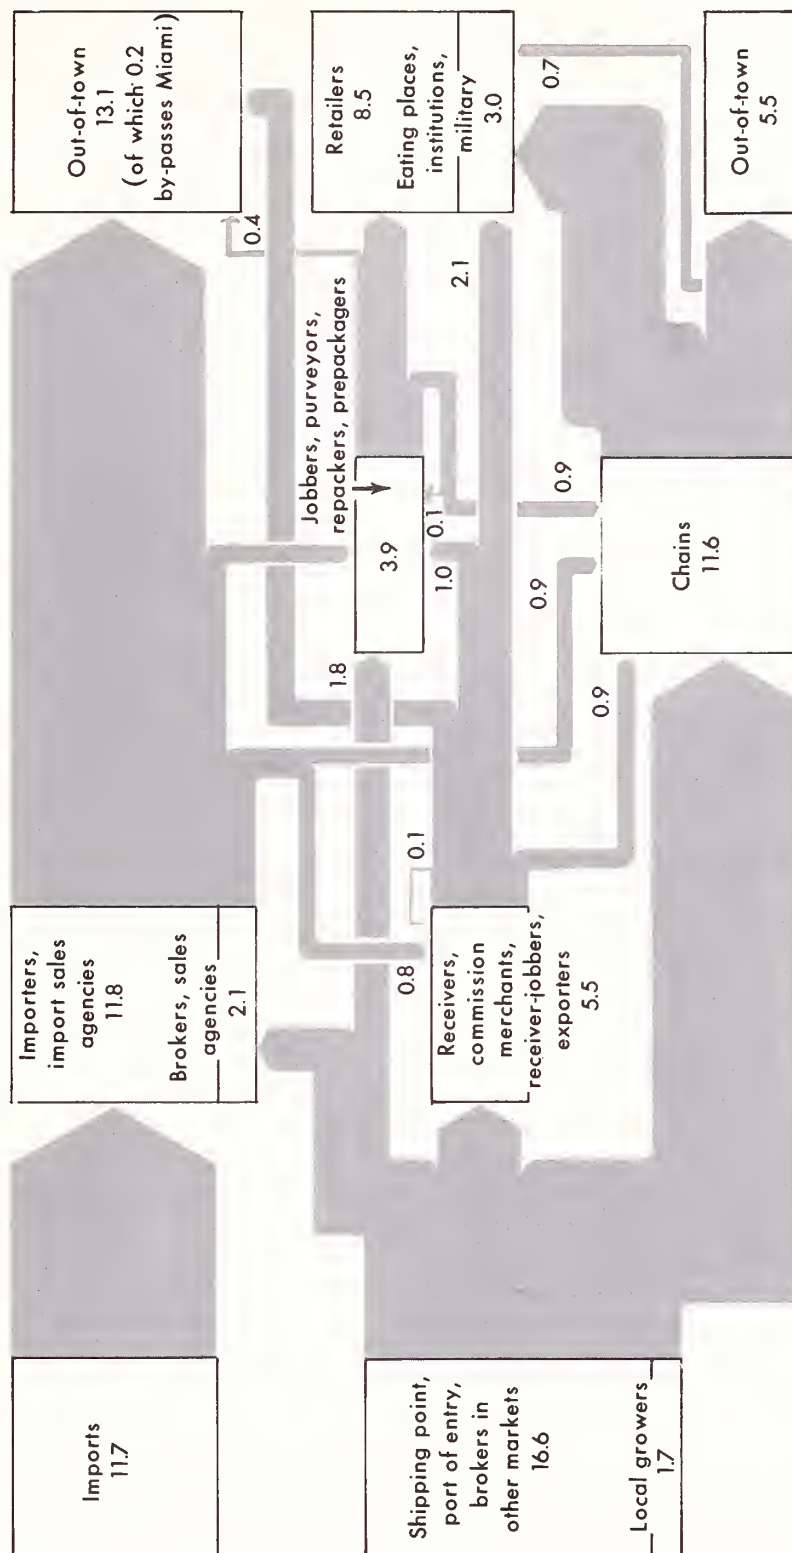 Imports
11.7
Shipping point,
port of entry,
brokers in
other markets
16.6
Local growers
1.7
Importers,
import sales
agencies
11.8
Brokers, sales
agencies
2.1
Receivers,
commission
merchants,
receiver-jobbers,
exporters
5.5
0.8
0.1
1.8
Jobbers, purveyors,
repackers, prepackagers
3.9
1.0
0.1
0.9
0.9
0.9
Chains
11.6
0.4
2.1
Out-of-town
13.1
(of which 0.2
by-passes Miami)
Retailers
8.5
Eating places,
institutions,
military
3.0
0.7
Out-of-town
5.5